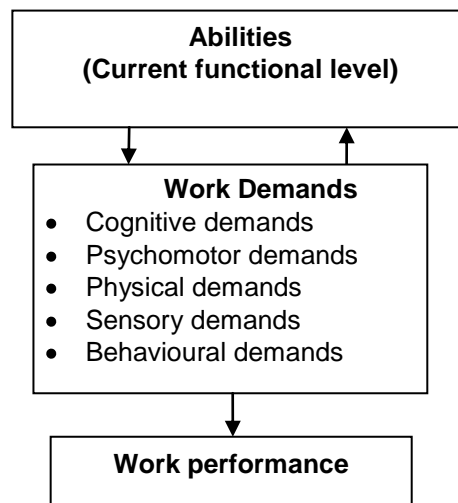 Abilities
(Current functional level)
Work Demands
• Cognitive demands
• Psychomotor demands
• Physical demands
• Sensory demands
• Behavioural demands
Work performance